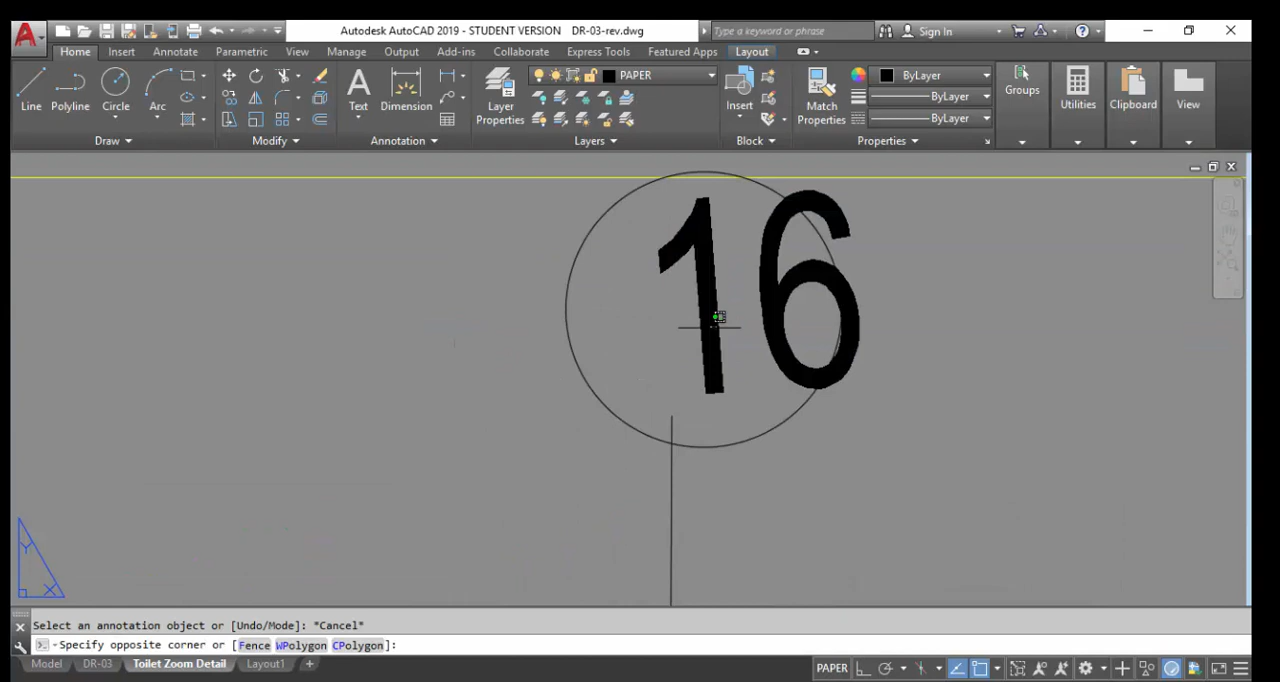 Autodesk AutoCAD 2019 - STUDENT VERSION DR-03-rev.dwg
Type a keyword or phrase
Sign In
Home Insert Annotate Parametric View Manage Output Add-ins Collaborate Express Tools Featured Apps Layout
Line Polyline Circle Arc
Text Dimension
Layer Properties
PAPER
Insert
Match Properties
ByLayer
ByLayer
ByLayer
Groups Utilities Clipboard View
Draw Modify Annotation Layers Block Properties
16
Y
X
Select an annotation object or [Undo/Mode]: *Cancel*
Specify opposite corner or [Fence WPolygon CPolygon]:
Model DR-03 Toilet Zoom Detail Layout1 +
PAPER